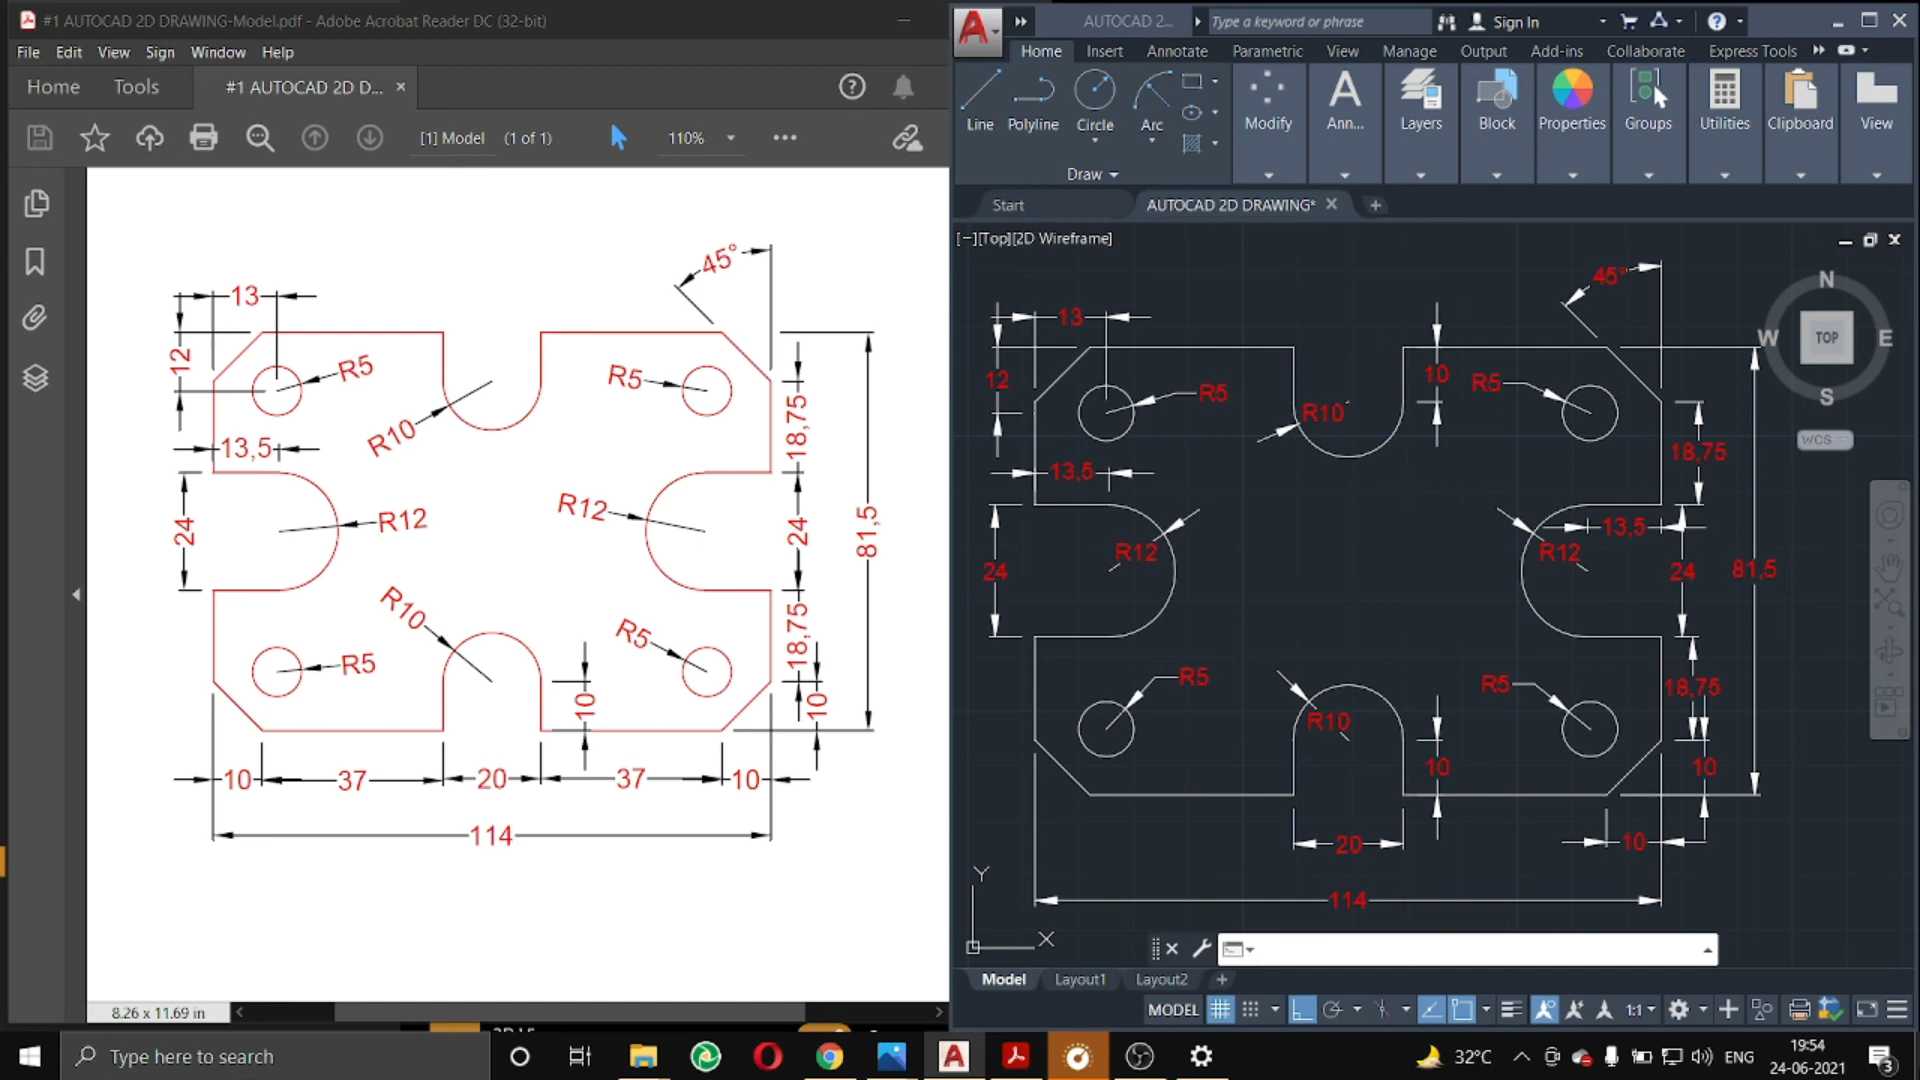 #1 AUTOCAD 2D DRAWING-Model.pdf - Adobe Acrobat Reader DC (32-bit)
File Edit View Sign Window Help
Home Tools #1 AUTOCAD 2D D... ×
[1] Model (1 of 1) 110%
45°
13
12
R5
R5
R10
18,75
13,5
24
R12
R12
24
81,5
R10
R5
18,75
R5
10
10
10 37 20 37 10
114
8.26 x 11.69 in
A AUTOCAD 2... Type a keyword or phrase Sign In
Home Insert Annotate Parametric View Manage Output Add-ins Collaborate Express Tools
Line Polyline Circle Arc Modify Ann... Layers Block Properties Groups Utilities Clipboard View
Draw
Start AUTOCAD 2D DRAWING*
[−][Top][2D Wireframe]
N
W TOP E
S
WCS
45°
13
12
R5
R10
10
R5
18,75
13,5
13,5
24
R12
R12
24
81,5
R5
R10
R5
18,75
10
10
20
10
114
Y
X
Model Layout1 Layout2 +
MODEL 1:1
Type here to search
32°C ENG
19:54
24-06-2021
3